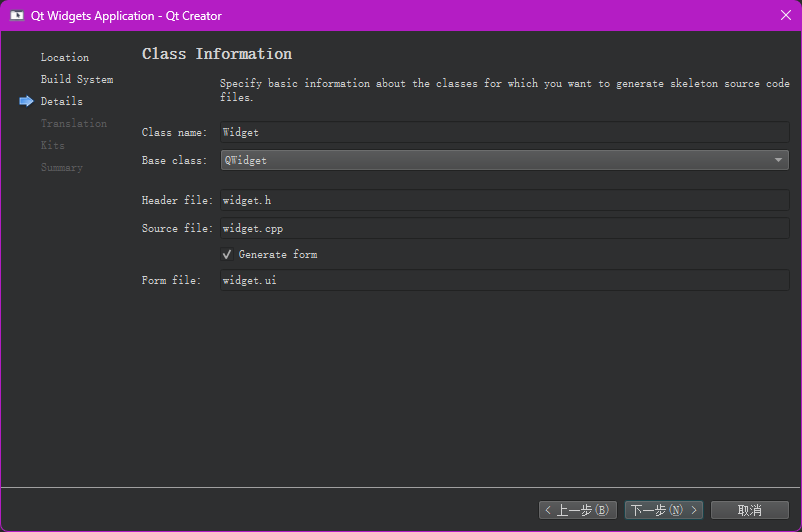 Qt Widgets Application - Qt Creator
Location
Build System
Details
Translation
Kits
Summary
Class Information
Specify basic information about the classes for which you want to generate skeleton source code
files.
Class name: Widget
Base class: QWidget
Header file: widget.h
Source file: widget.cpp
Generate form
Form file: widget.ui
< 上一步(B)
下一步(N) >
取消